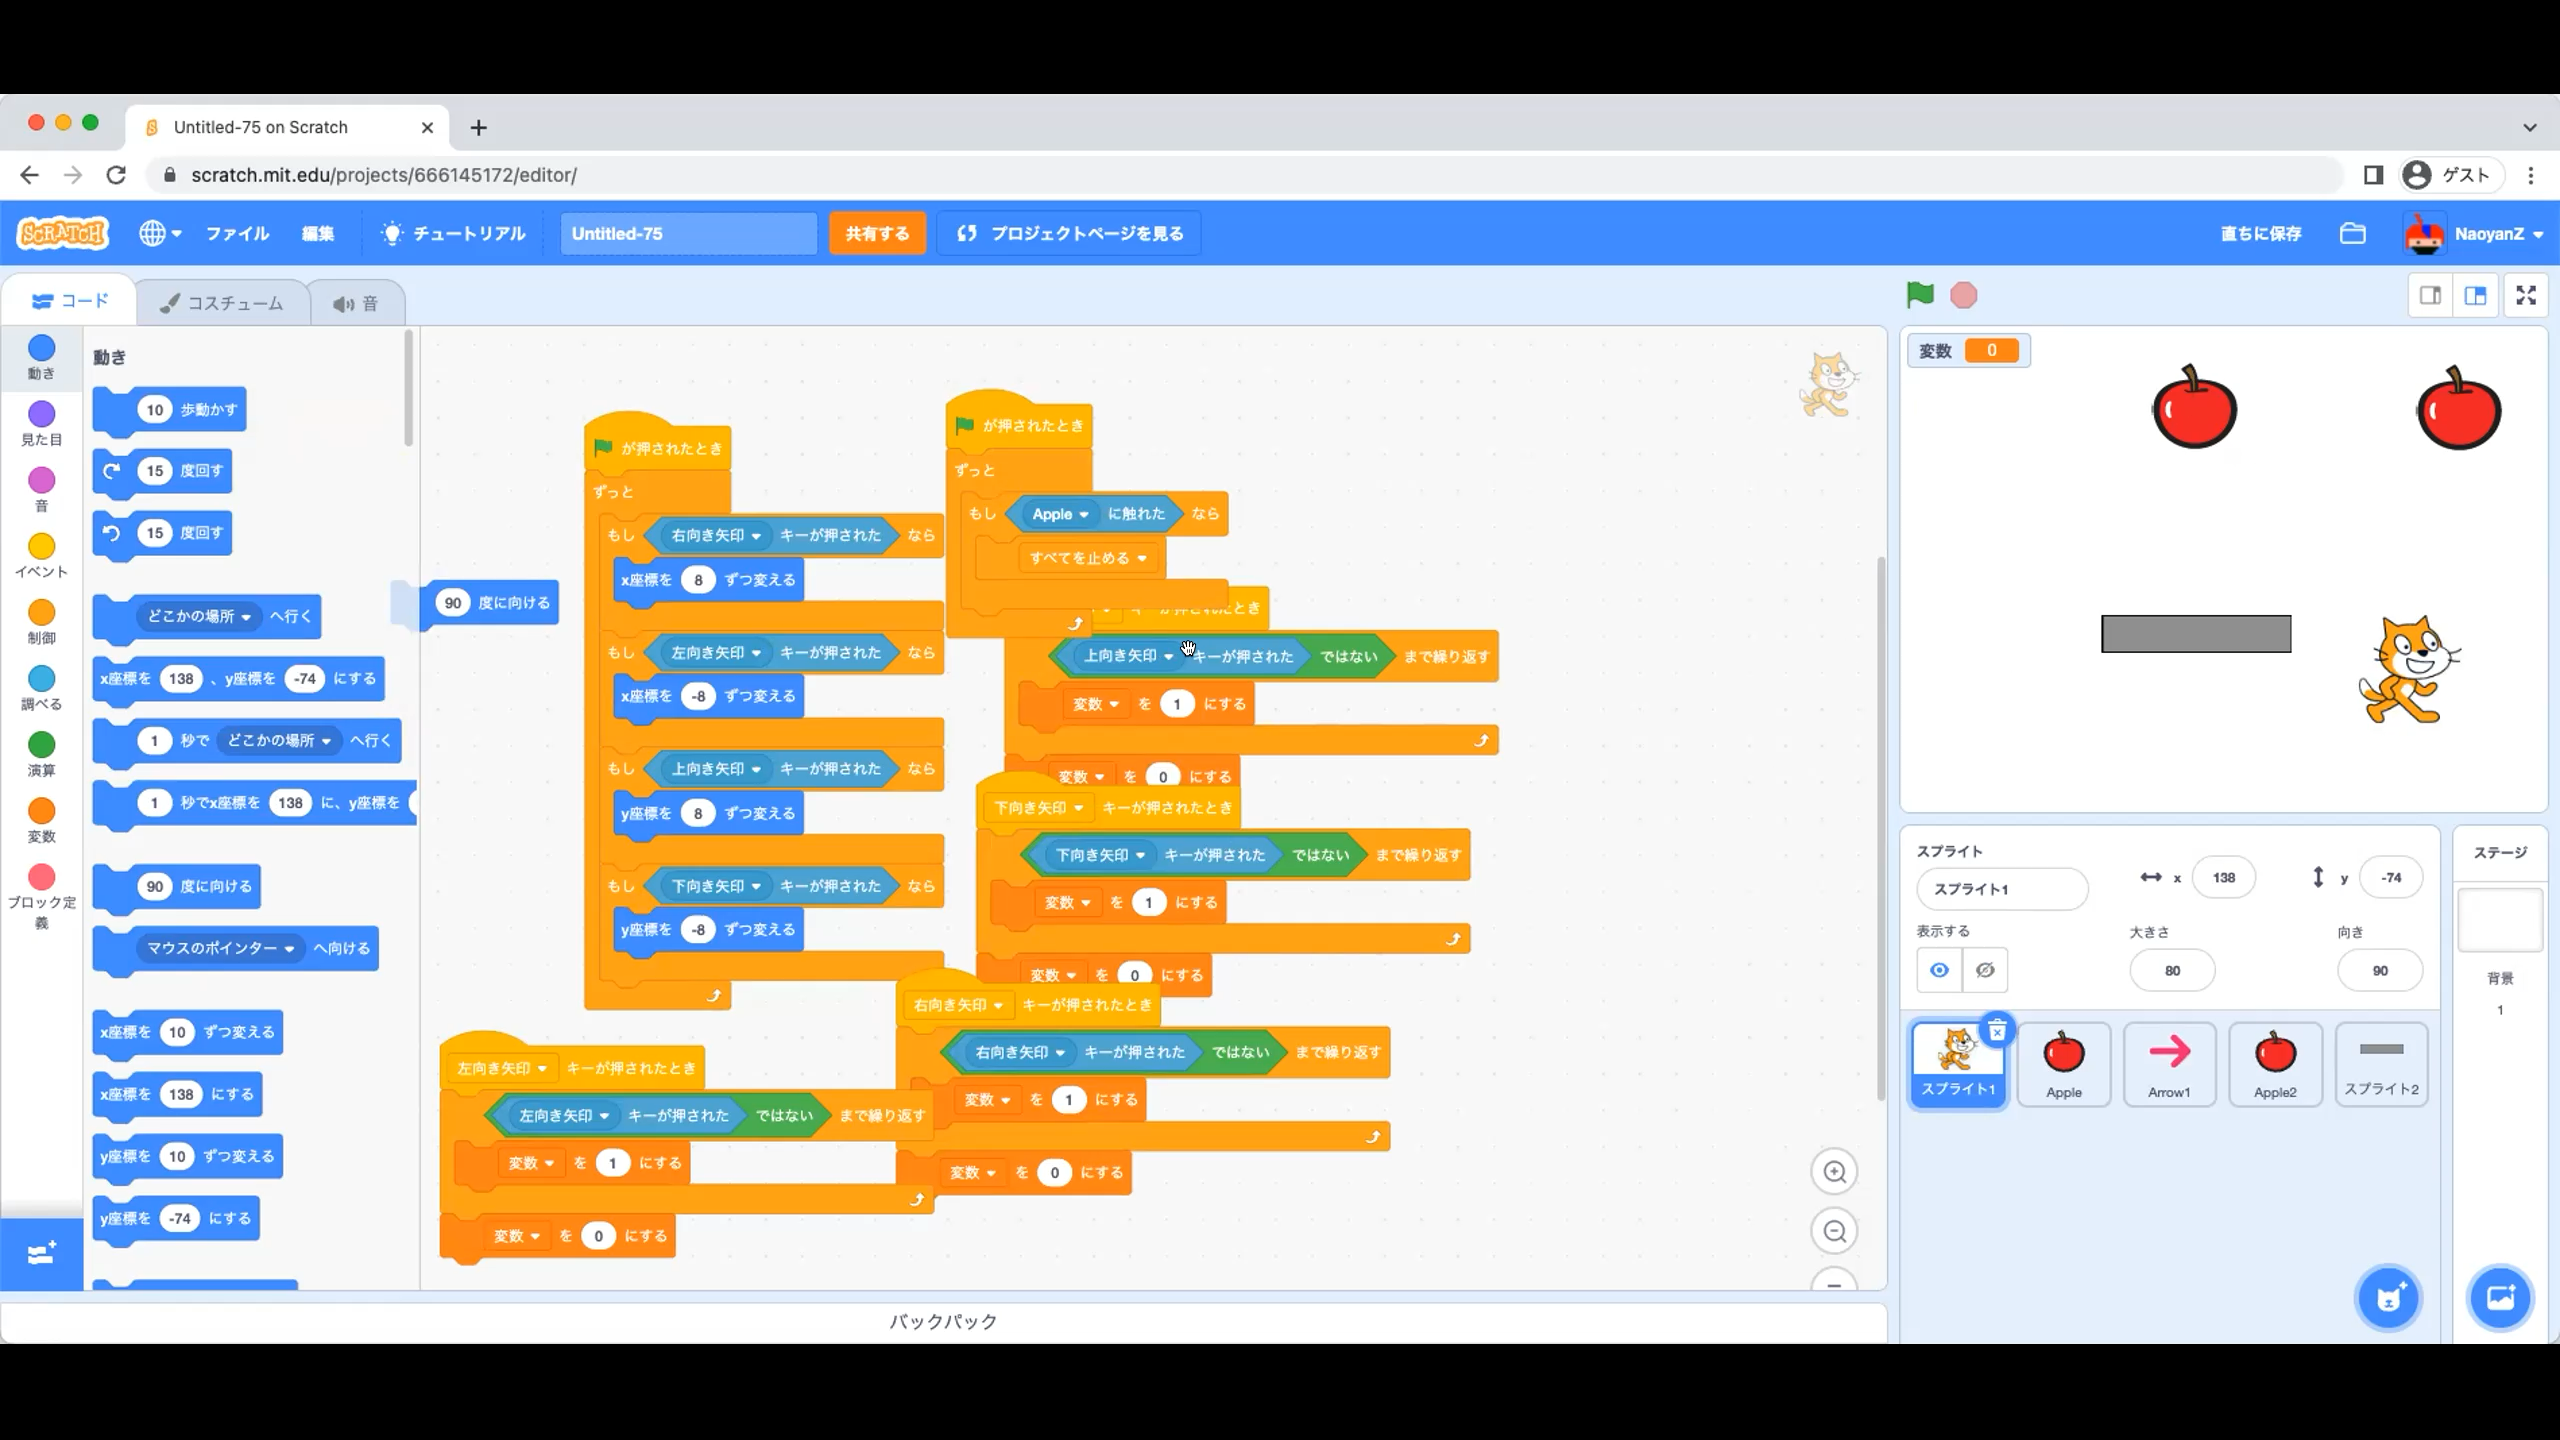 Untitled-75 on Scratch
scratch.mit.edu/projects/666145172/editor/
ゲスト
SCRATCH
ファイル
編集
チュートリアル
Untitled-75
共有する
プロジェクトページを見る
直ちに保存
NaoyanZ
コード
コスチューム
音
動き
見た目
音
イベント
制御
調べる
演算
変数
ブロック定義
動き
10 歩動かす
15 度回す
15 度回す
どこかの場所 へ行く
x座標を 138 、y座標を -74 にする
1 秒で どこかの場所 へ行く
1 秒でx座標を 138 に、y座標を
90 度に向ける
マウスのポインター へ向ける
x座標を 10 ずつ変える
x座標を 138 にする
y座標を 10 ずつ変える
y座標を -74 にする
90 度に向ける
が押されたとき
ずっと
もし 右向き矢印 キーが押された なら
x座標を 8 ずつ変える
もし 左向き矢印 キーが押された なら
x座標を -8 ずつ変える
もし 上向き矢印 キーが押された なら
y座標を 8 ずつ変える
もし 下向き矢印 キーが押された なら
y座標を -8 ずつ変える
が押されたとき
ずっと
もし Apple に触れた なら
すべてを止める
キーが押されたとき
上向き矢印 キーが押された ではない まで繰り返す
変数 を 1 にする
変数 を 0 にする
下向き矢印 キーが押されたとき
下向き矢印 キーが押された ではない まで繰り返す
変数 を 1 にする
変数 を 0 にする
右向き矢印 キーが押されたとき
右向き矢印 キーが押された ではない まで繰り返す
変数 を 1 にする
変数 を 0 にする
左向き矢印 キーが押されたとき
左向き矢印 キーが押された ではない まで繰り返す
変数 を 1 にする
変数 を 0 にする
バックパック
変数 0
スプライト
スプライト1
x 138
y -74
表示する
大きさ
80
向き
90
スプライト1
Apple
Arrow1
Apple2
スプライト2
ステージ
背景
1